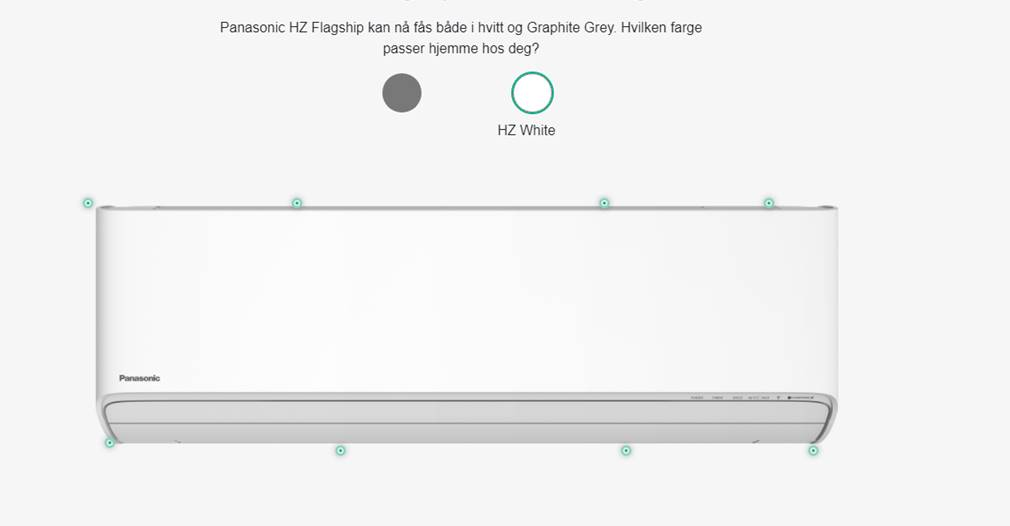 Panasonic HZ Flagship kan nå fås både i hvitt og Graphite Grey. Hvilken farge
passer hjemme hos deg?
HZ White
Panasonic